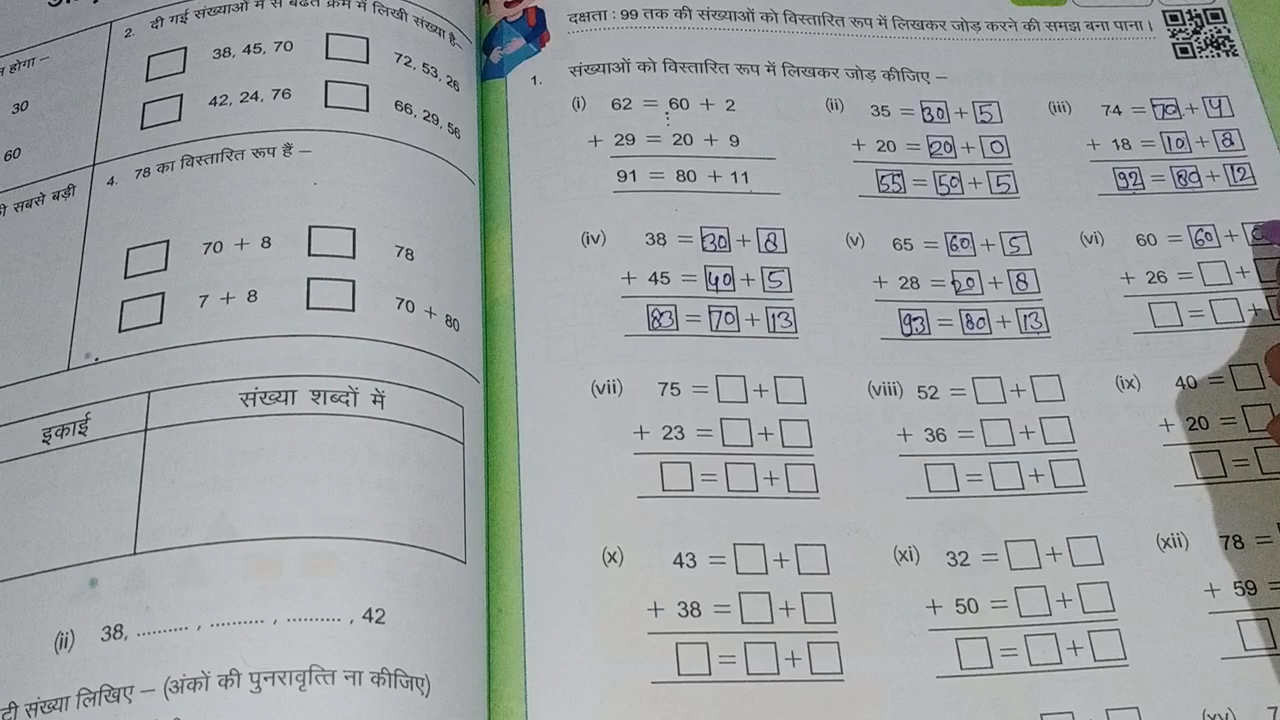 2. दी गई संख्याओं में से बढते क्रम में लिखी संख्या है–
38, 45, 70
72, 53, 26
42, 24, 76
66, 29, 56
होगा –
30
60
सबसे बड़ी
4. 78 का विस्तारित रूप हैं –
70 + 8
78
7 + 8
70 + 80
इकाई
संख्या शब्दों में
(ii) 38, .......... , .......... , .......... , 42
संख्या लिखिए – (अंकों की पुनरावृत्ति ना कीजिए)
दक्षता : 99 तक की संख्याओं को विस्तारित रूप में लिखकर जोड़ करने की समझ बना पाना।
1. संख्याओं को विस्तारित रूप में लिखकर जोड़ कीजिए –
(i) 62 = 60 + 2
+ 29 = 20 + 9
91 = 80 + 11
(ii) 35 = 30 + 5
+ 20 = 20 + 0
55 = 50 + 5
(iii) 74 = 70 + 4
+ 18 = 10 + 8
92 = 80 + 12
(iv) 38 = 30 + 8
+ 45 = 40 + 5
83 = 70 + 13
(v) 65 = 60 + 5
+ 28 = 20 + 8
93 = 80 + 13
(vi) 60 = 60 +
+ 26 = □ + □
□ = □ + □
(vii) 75 = □ + □
+ 23 = □ + □
□ = □ + □
(viii) 52 = □ + □
+ 36 = □ + □
□ = □ + □
(ix) 40 = □
+ 20 = □
□ = □
(x) 43 = □ + □
+ 38 = □ + □
□ = □ + □
(xi) 32 = □ + □
+ 50 = □ + □
□ = □ + □
(xii) 78 =
+ 59 =
□